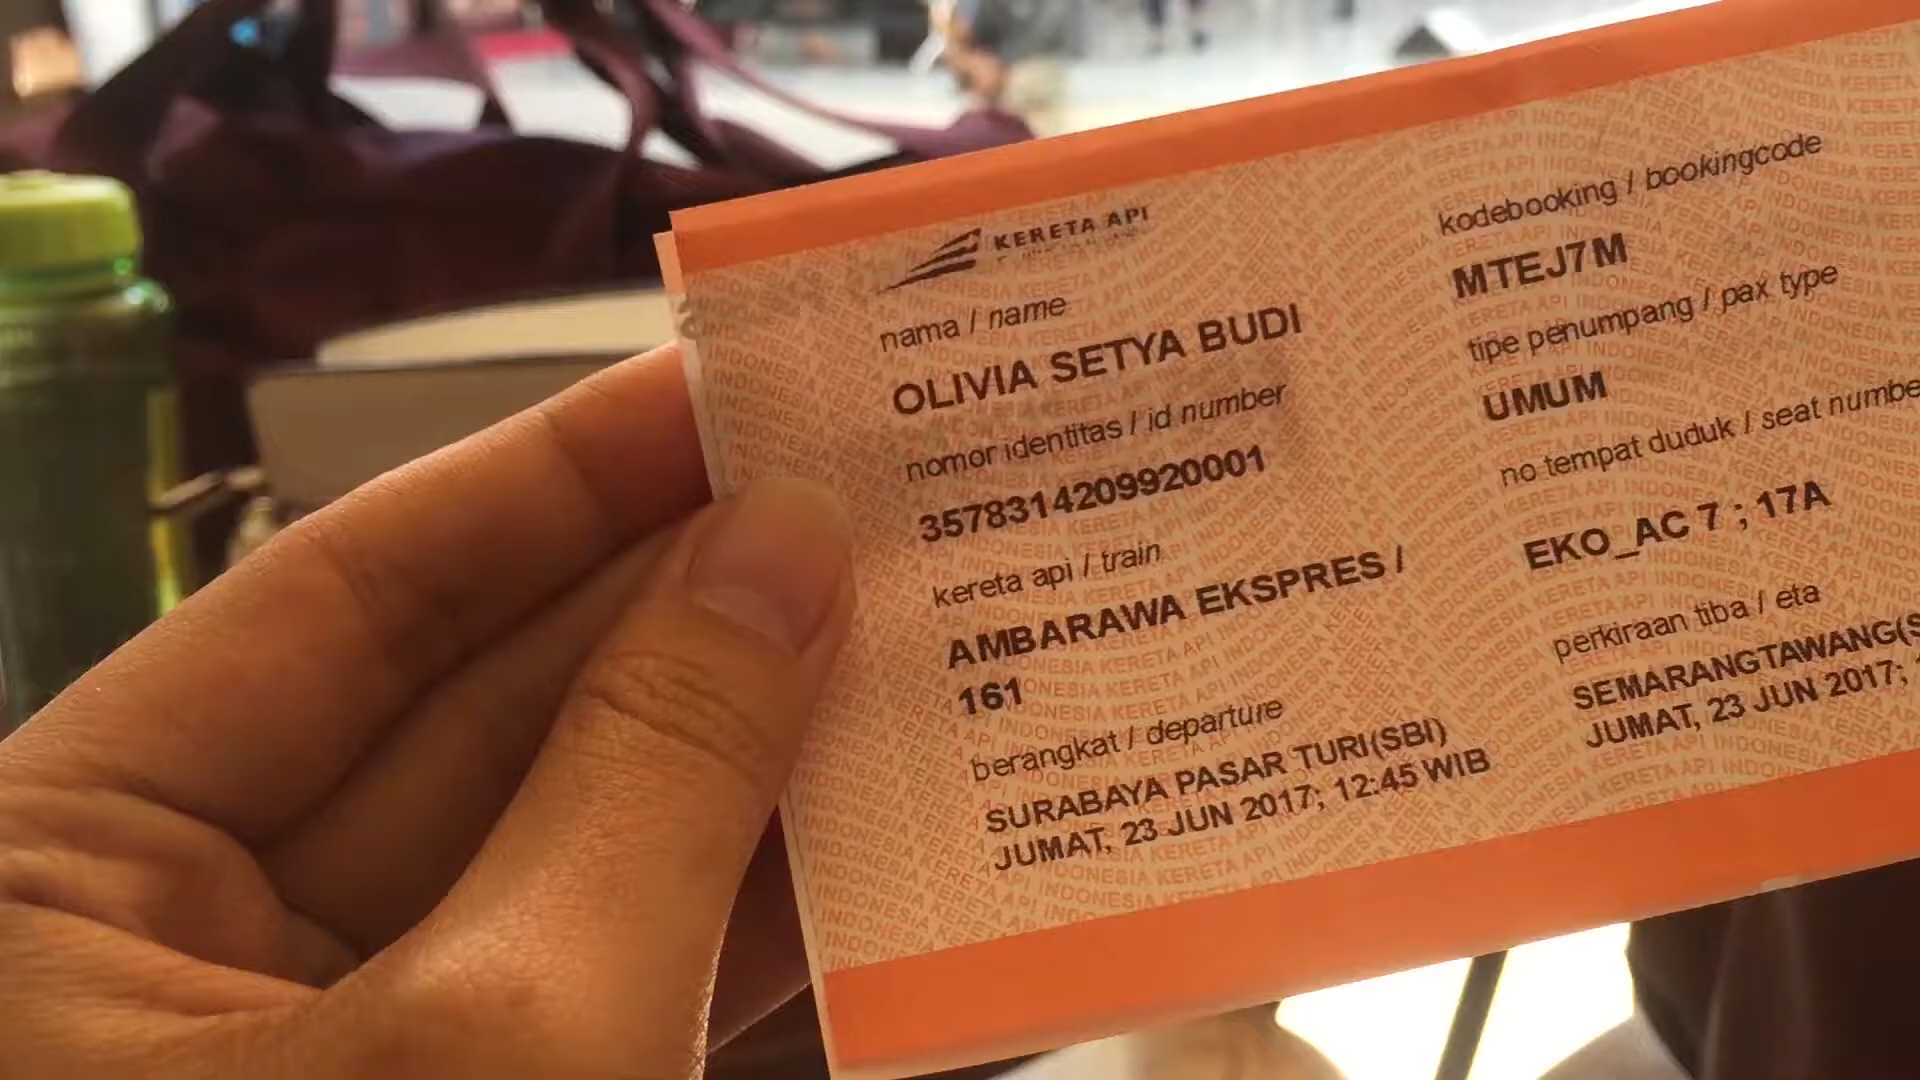 KERETA API
nama / name
OLIVIA SETYA BUDI
nomor identitas / id number
3578314209920001
kereta api / train
AMBARAWA EKSPRES /
161
berangkat / departure
SURABAYA PASAR TURI(SBI)
JUMAT, 23 JUN 2017; 12:45 WIB
kodebooking / bookingcode
MTEJ7M
tipe penumpang / pax type
UMUM
no tempat duduk / seat numbe
EKO_AC 7 ; 17A
perkiraan tiba / eta
SEMARANGTAWANG(S
JUMAT, 23 JUN 2017;